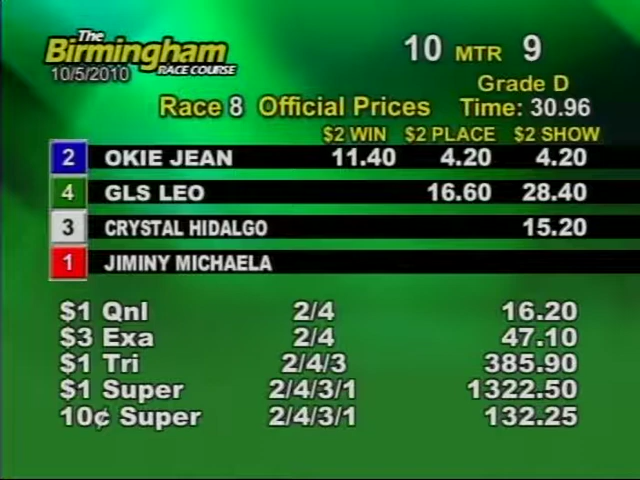 The
Birmingham
RACE COURSE
10/5/2010
10 MTR 9
Grade D
Race 8 Official Prices Time: 30.96
$2 WIN $2 PLACE $2 SHOW
2 OKIE JEAN 11.40 4.20 4.20
4 GLS LEO 16.60 28.40
3 CRYSTAL HIDALGO 15.20
1 JIMINY MICHAELA
$1 Qnl 2/4 16.20
$3 Exa 2/4 47.10
$1 Tri 2/4/3 385.90
$1 Super 2/4/3/1 1322.50
10¢ Super 2/4/3/1 132.25